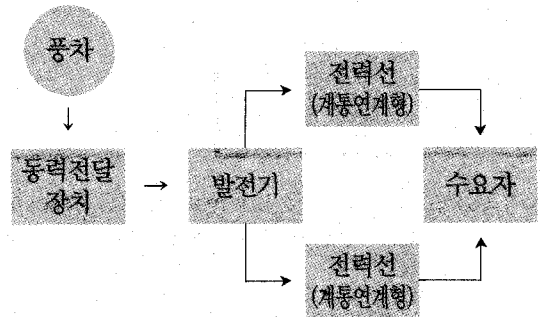 풍차
동력전달
장치
발전기
전력선
(계통연계형)
수요자
전력선
(계통연계형)